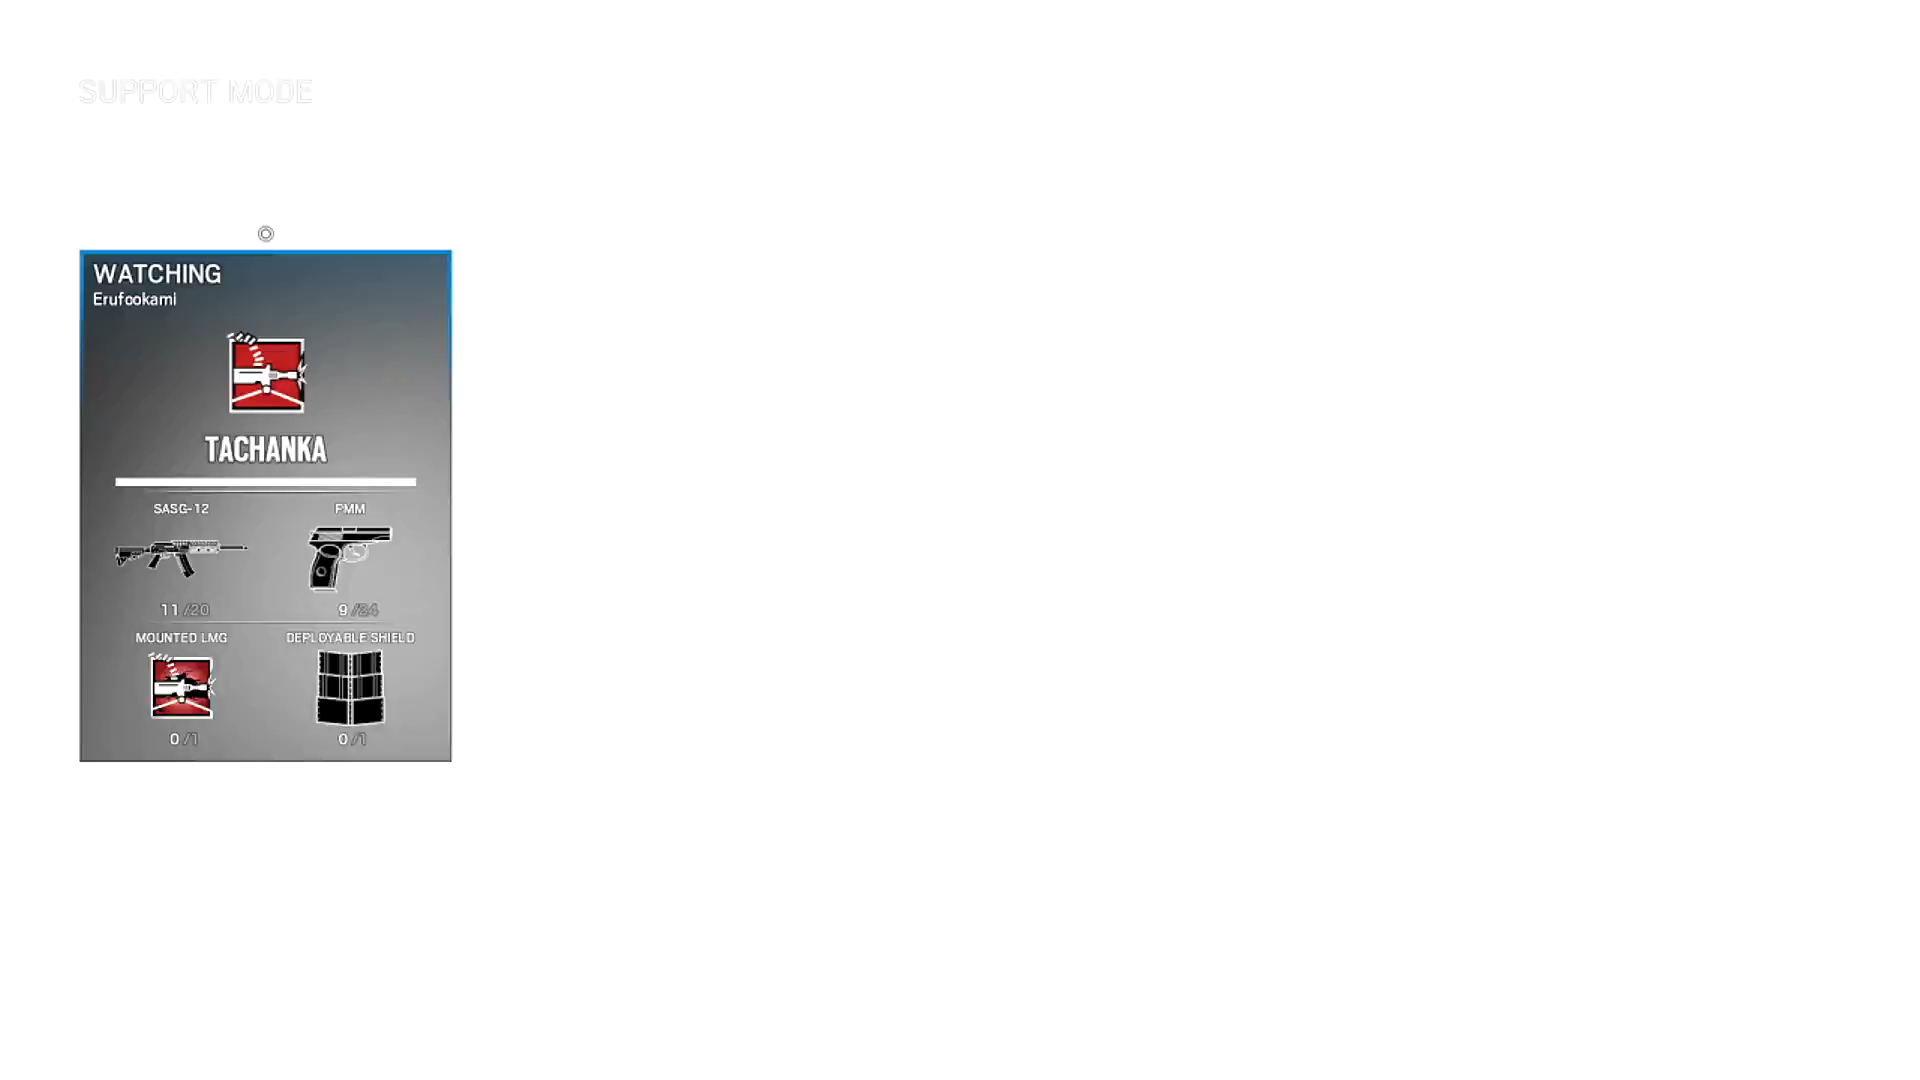 SUPPORT MODE
WATCHING
Erufookami
TACHANKA
SASG-12 PMM
11 /20 9 /24
MOUNTED LMG DEPLOYABLE SHIELD
0 /1 0 /1